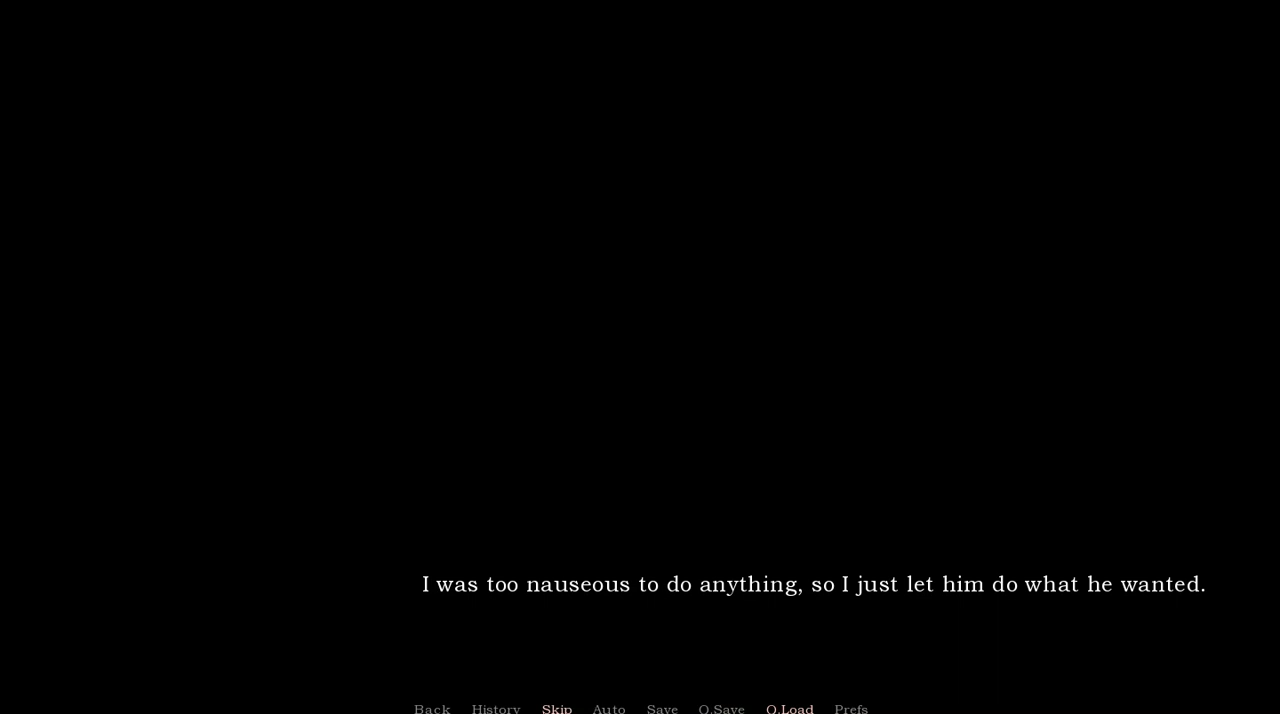 I was too nauseous to do anything, so I just let him do what he wanted.
Back History Skip Auto Save Q.Save Q.Load Prefs